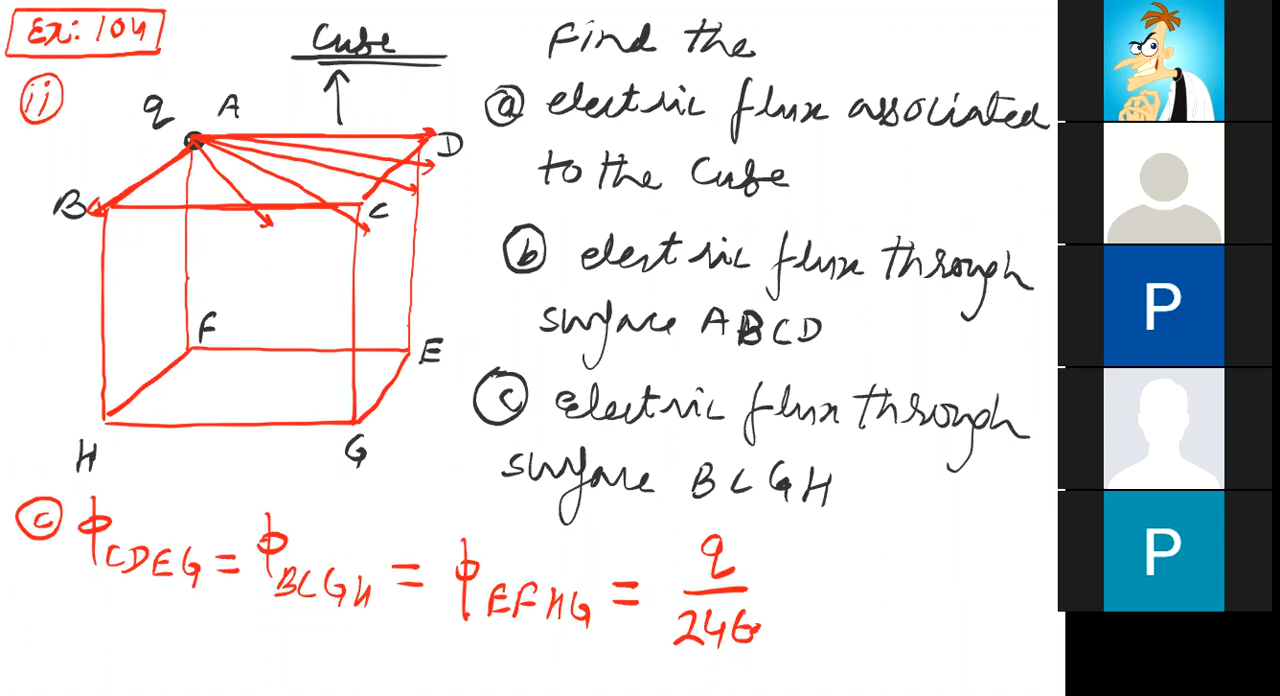 Ex: 104
ii
Cube
q A
D
B
C
F
E
H
G
Find the
a electric flux associated
to the Cube
b electric flux through
surface ABCD
c electric flux through
surface BCGH
c ϕCDEG = ϕBCGH = ϕEFHG = q/24ϵ
P
P